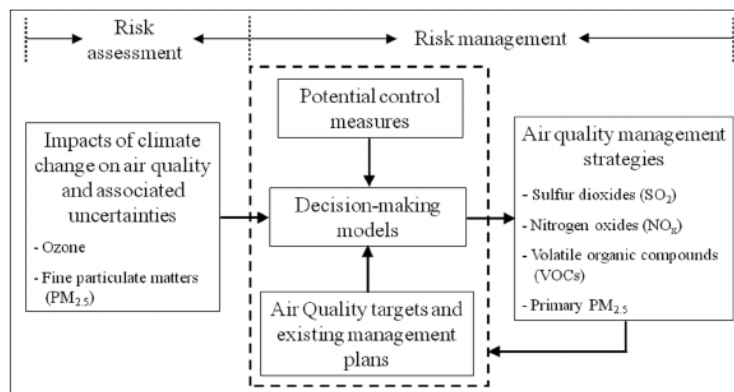 Risk
assessment
Risk management
Impacts of climate
change on air quality
and associated
uncertainties
- Ozone
- Fine particulate matters
(PM2.5)
Potential control
measures
Decision-making
models
Air Quality targets and
existing management
plans
Air quality management
strategies
- Sulfur dioxides (SO2)
- Nitrogen oxides (NOx)
- Volatile organic compounds
(VOCs)
- Primary PM2.5